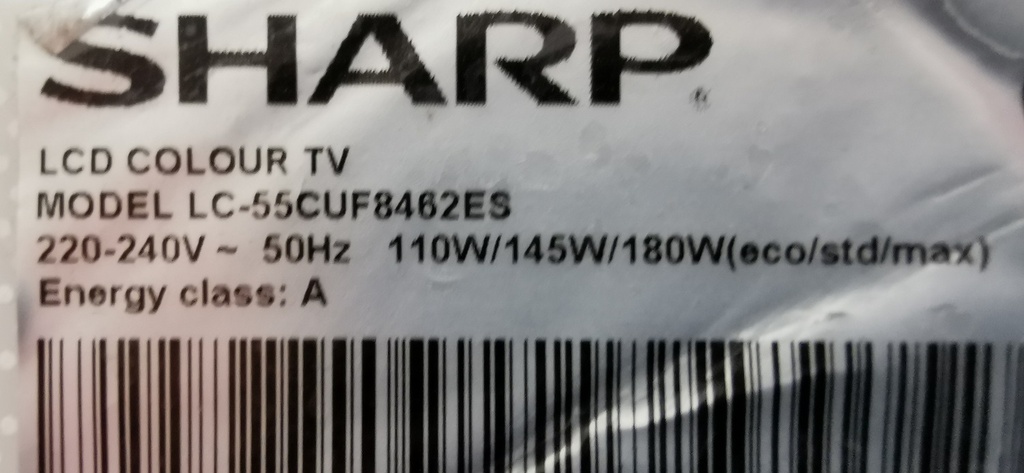 SHARP®
LCD COLOUR TV
MODEL LC-55CUF8462ES
220-240V ~ 50Hz 110W/145W/180W(eco/std/max)
Energy class: A